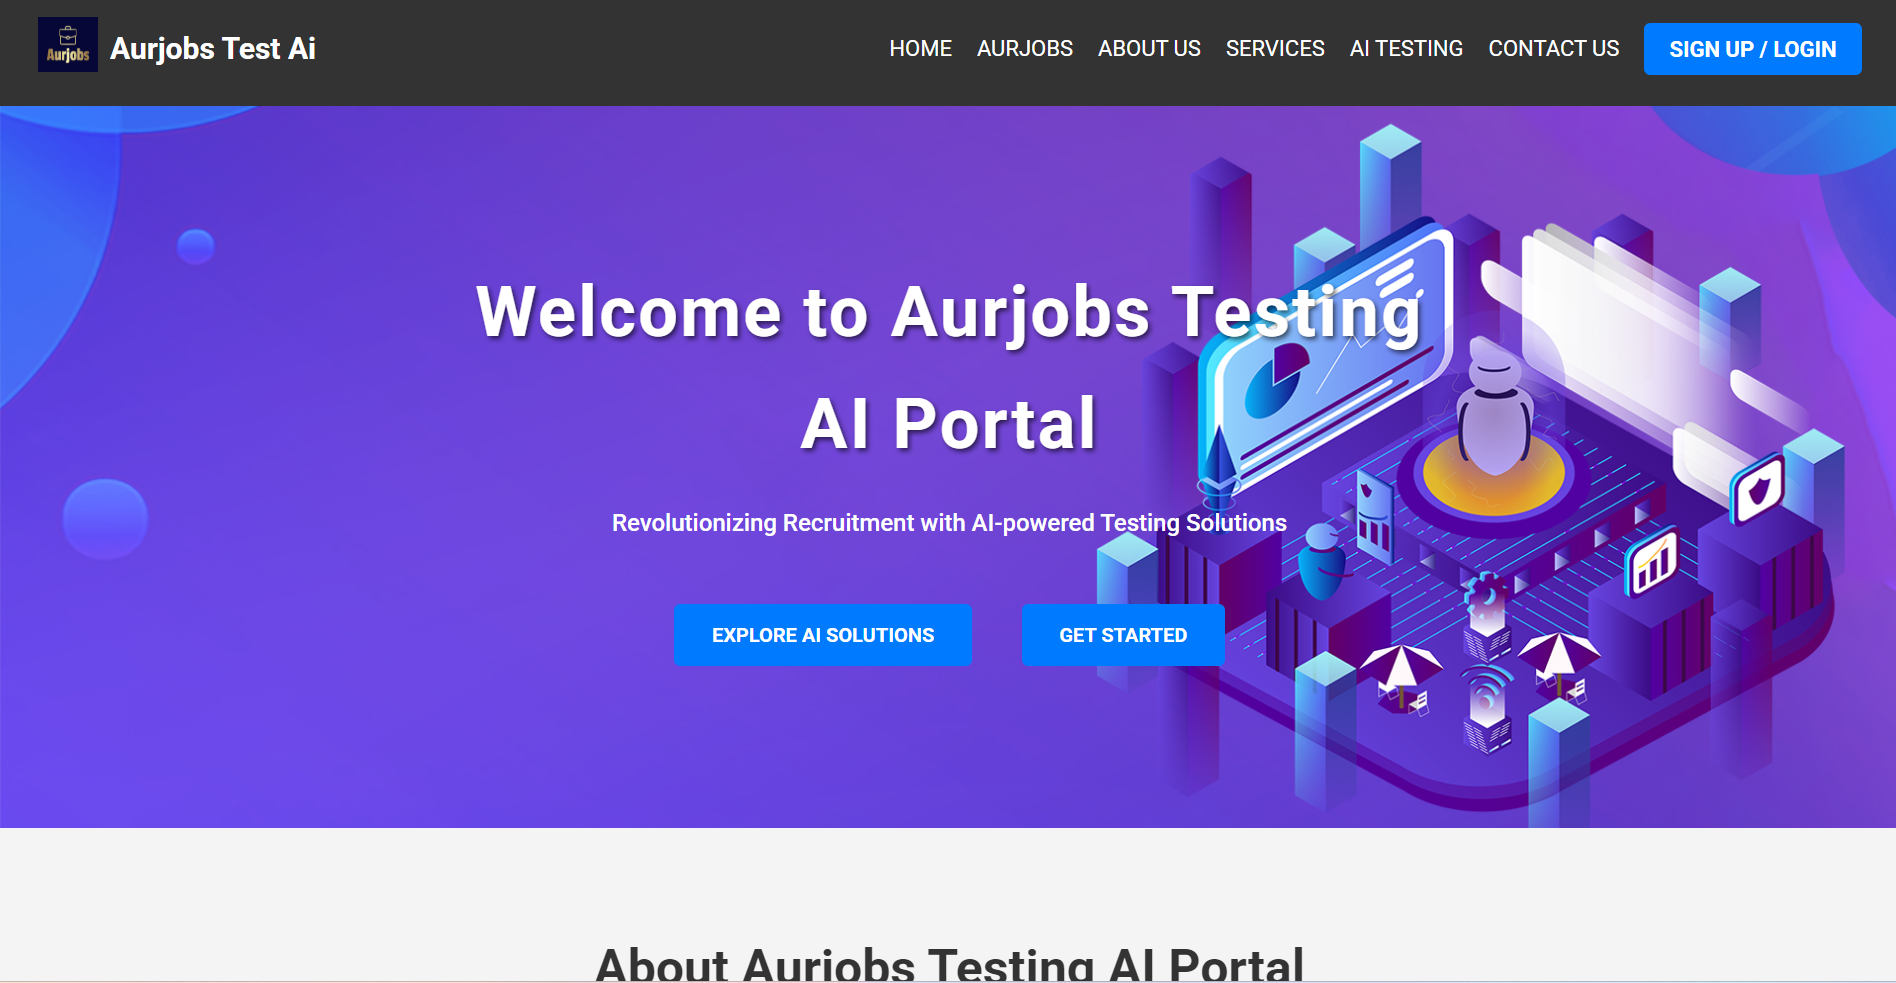 Aurjobs
Aurjobs Test Ai
HOME AURJOBS ABOUT US SERVICES AI TESTING CONTACT US SIGN UP / LOGIN
Welcome to Aurjobs Testing
AI Portal
Revolutionizing Recruitment with AI-powered Testing Solutions
EXPLORE AI SOLUTIONS GET STARTED
About Aurjobs Testing AI Portal